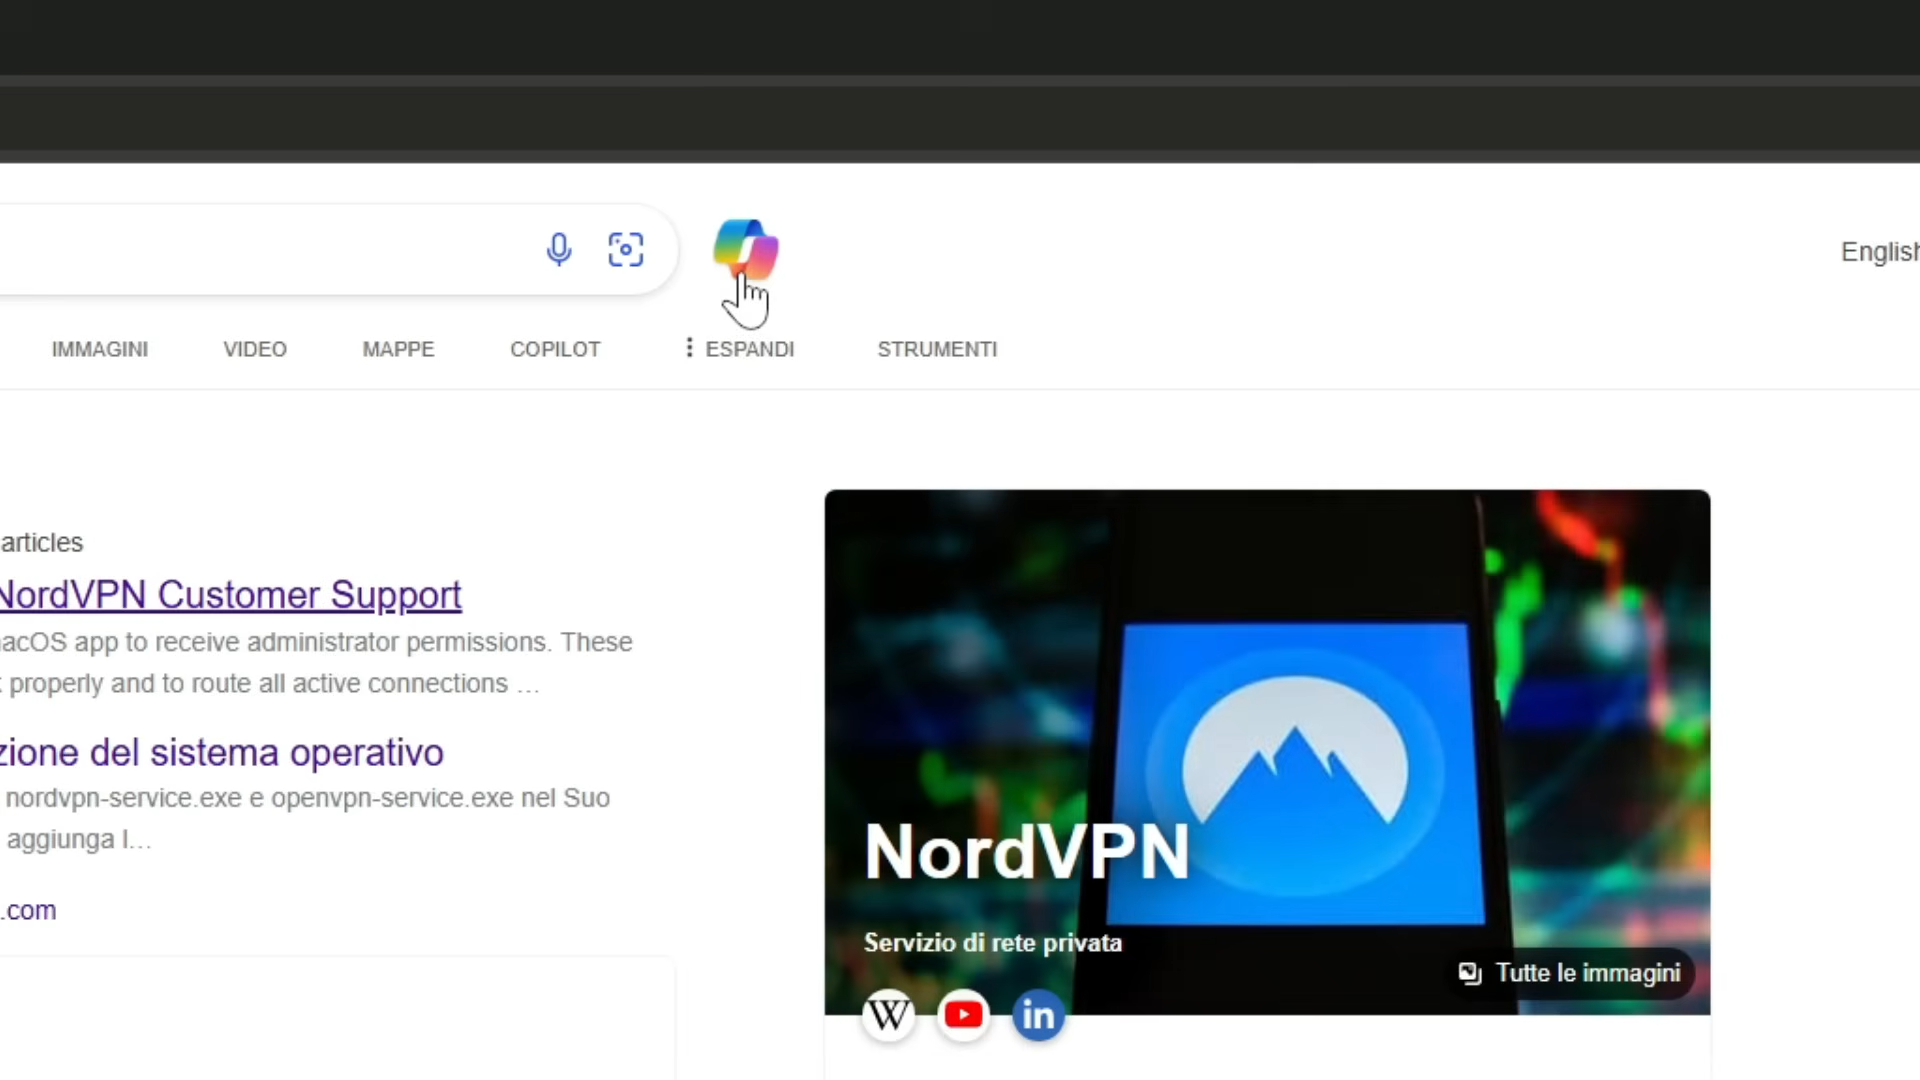 English
IMMAGINI VIDEO MAPPE COPILOT ESPANDI STRUMENTI
articles
NordVPN Customer Support
macOS app to receive administrator permissions. These
properly and to route all active connections ...
zione del sistema operativo
nordvpn-service.exe e openvpn-service.exe nel Suo
aggiunga l...
.com
NordVPN
Servizio di rete privata
Tutte le immagini
W
in